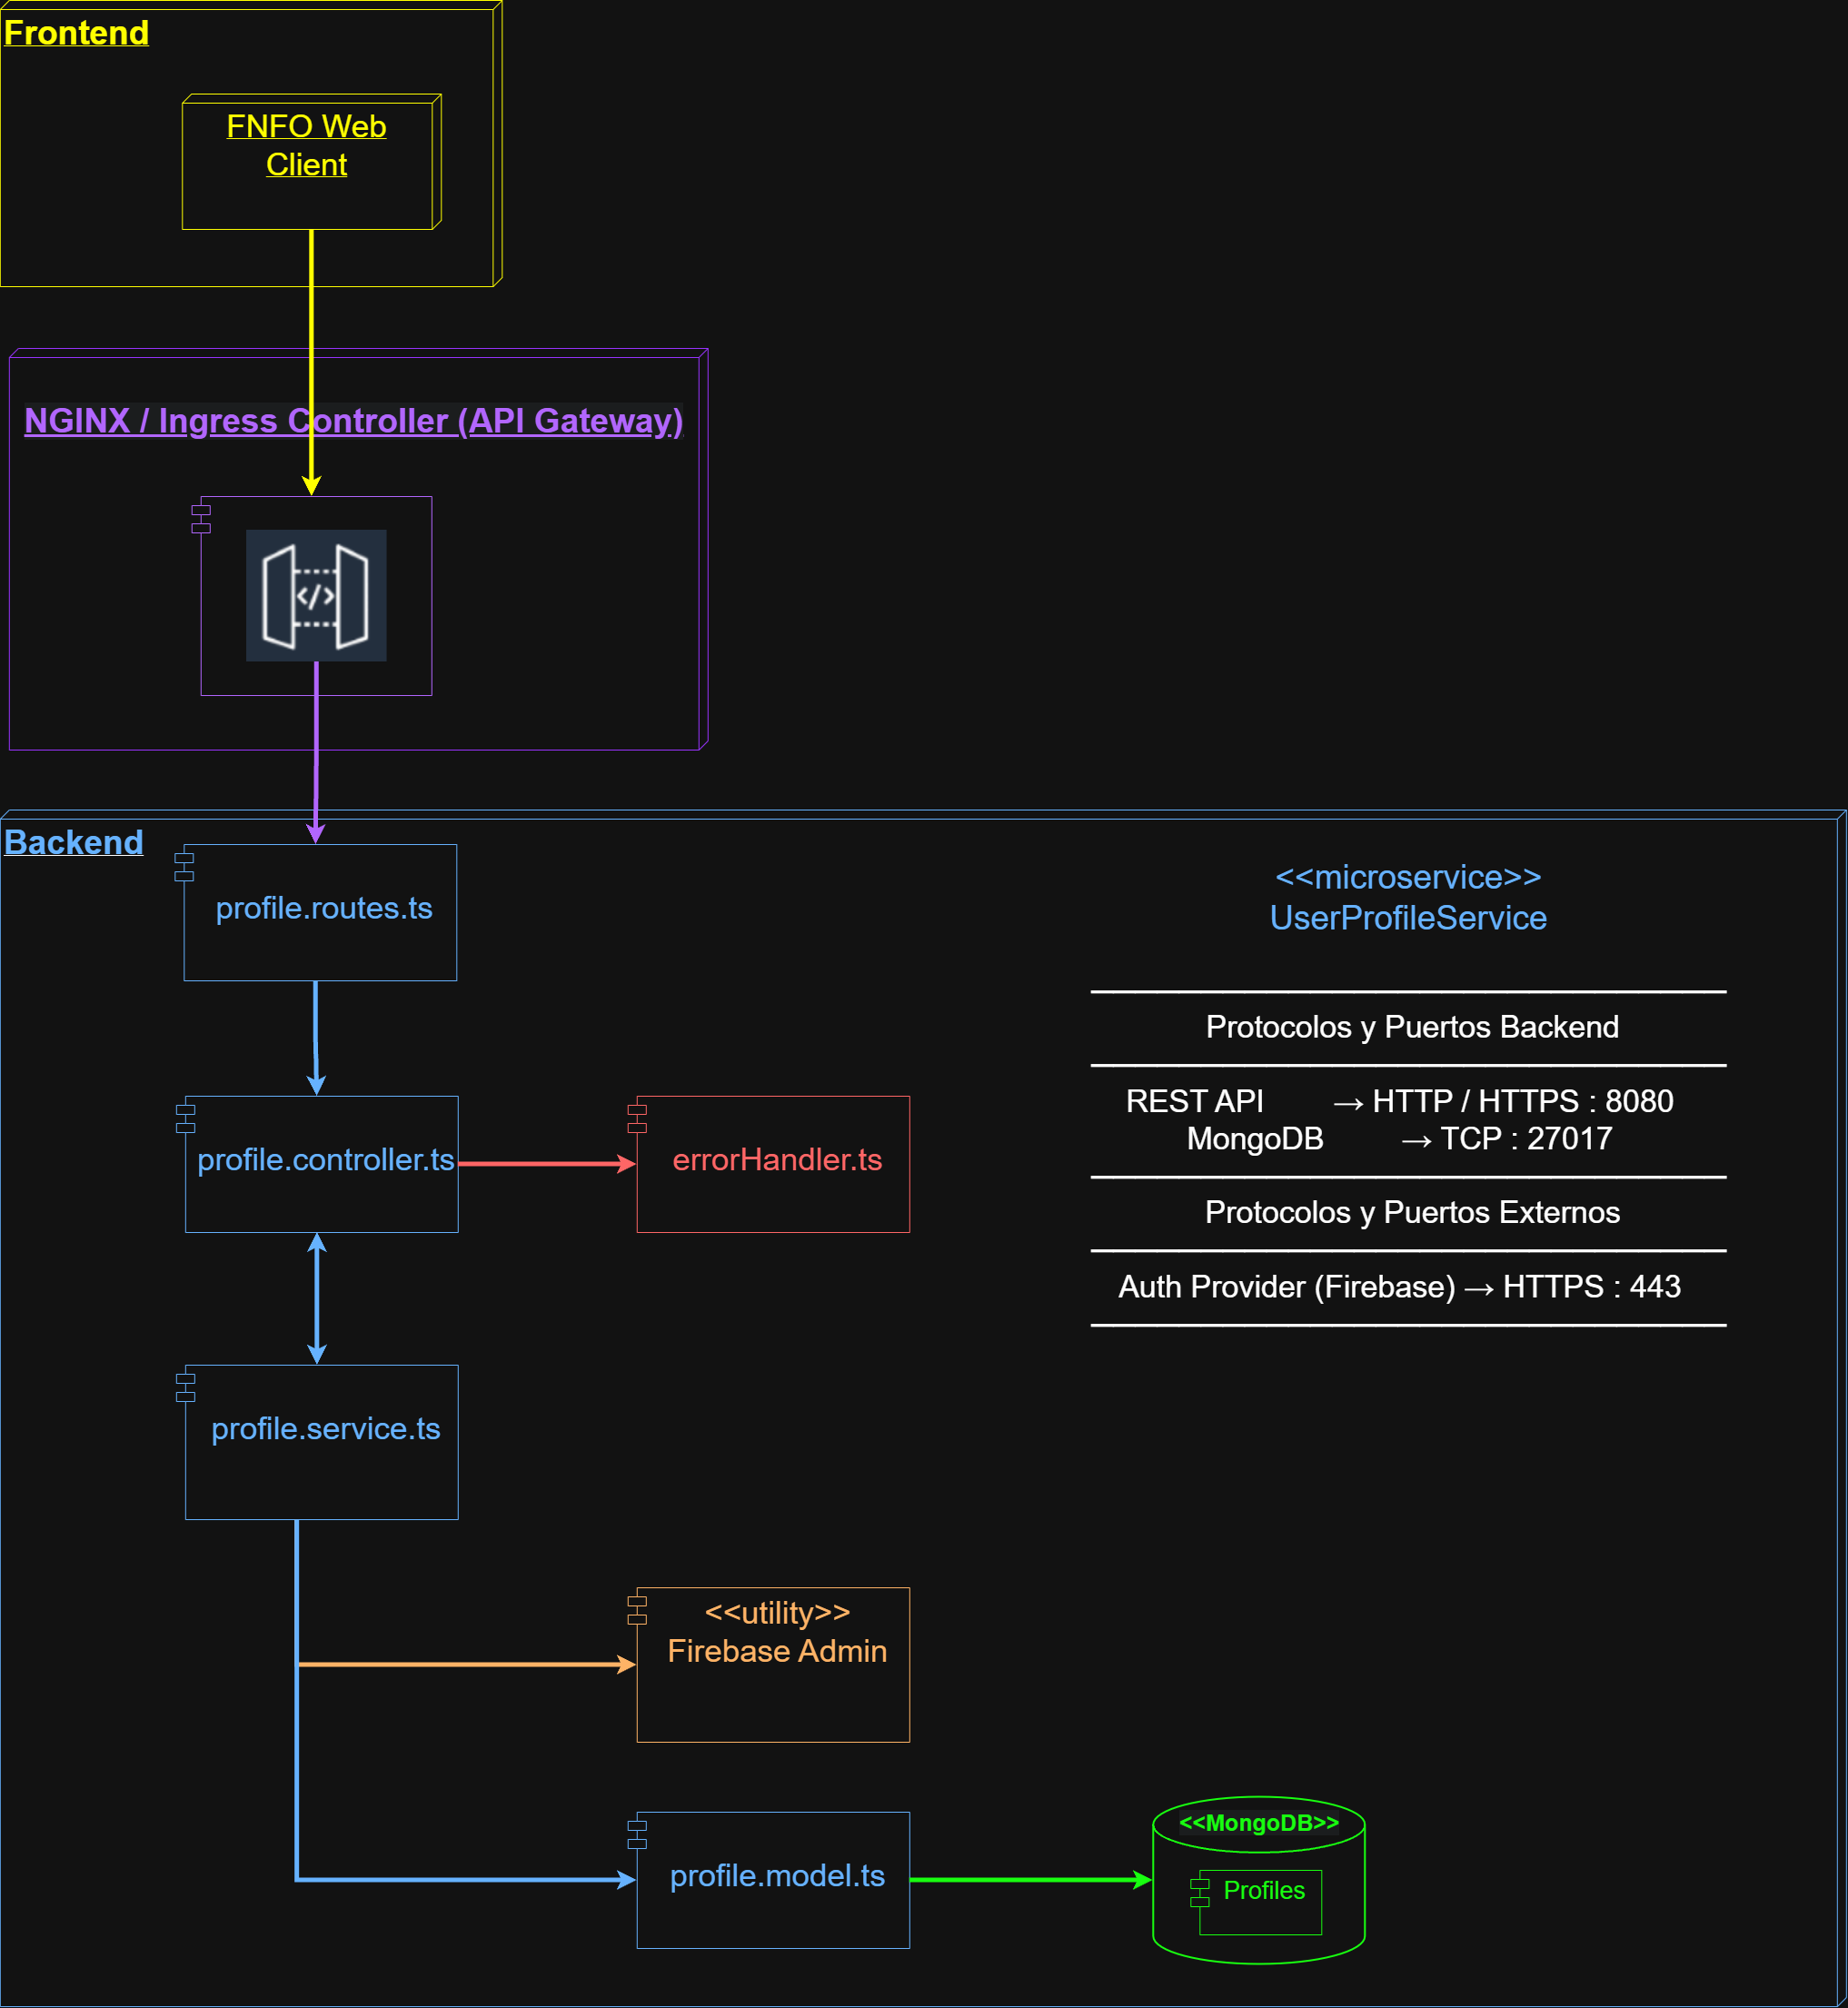 Frontend
FNFO Web
Client
NGINX / Ingress Controller (API Gateway)
</>
Backend
profile.routes.ts
<<microservice>>
UserProfileService
Protocolos y Puertos Backend
REST API → HTTP / HTTPS : 8080
MongoDB → TCP : 27017
Protocolos y Puertos Externos
Auth Provider (Firebase) → HTTPS : 443
profile.controller.ts
errorHandler.ts
profile.service.ts
<<utility>>
Firebase Admin
profile.model.ts
<<MongoDB>>
Profiles